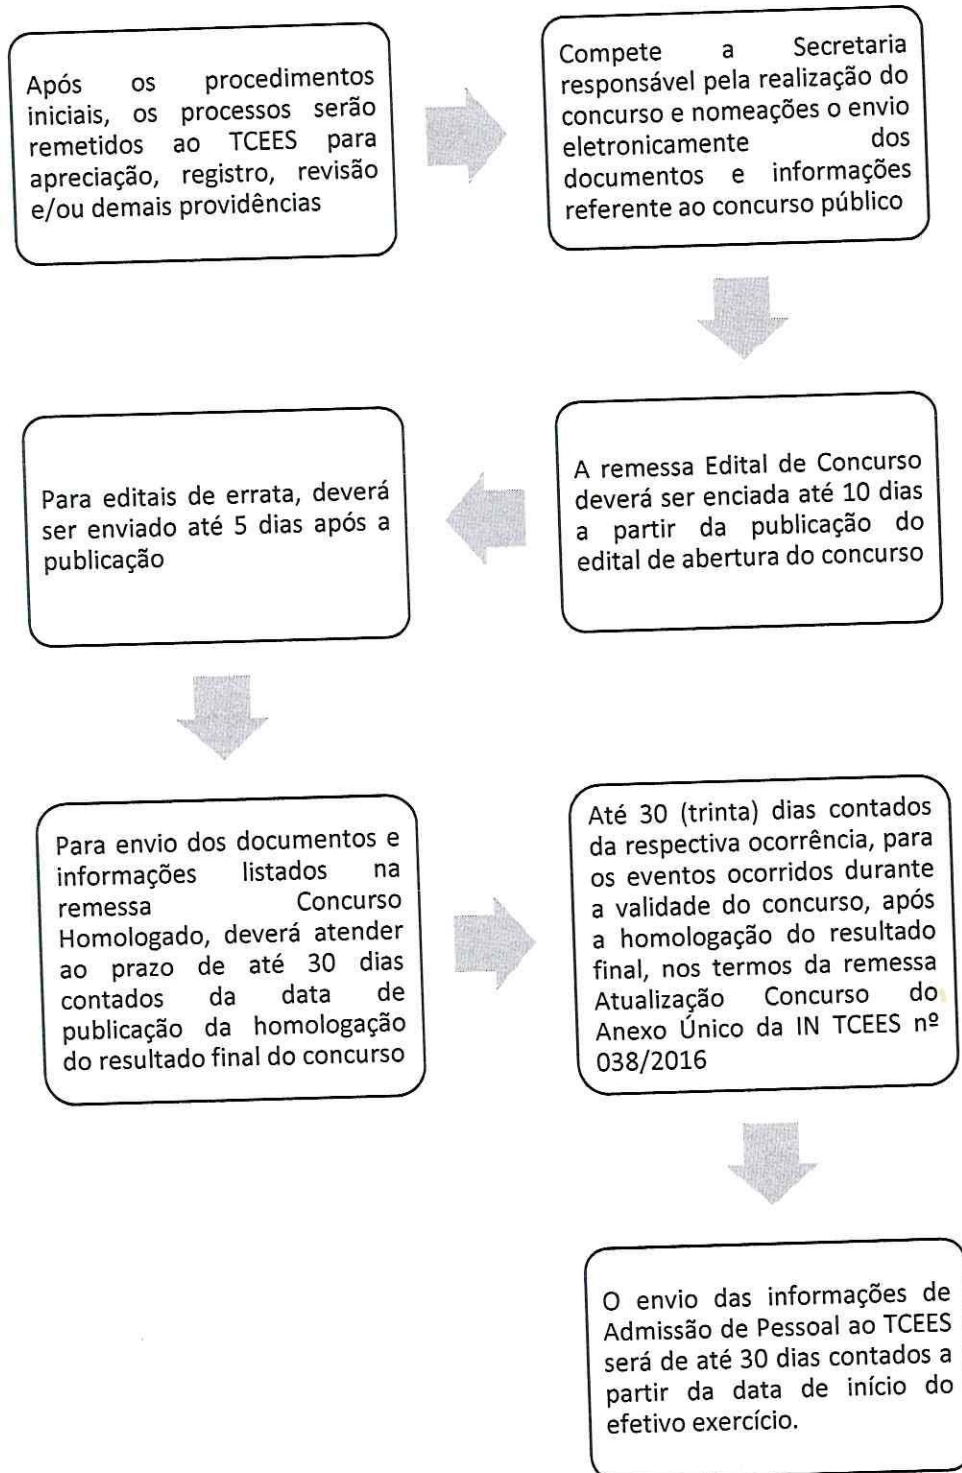 Após os procedimentos
iniciais, os processos serão
remetidos ao TCEES para
apreciação, registro, revisão
e/ou demais providências
Compete a Secretaria
responsável pela realização do
concurso e nomeações o envio
eletronicamente dos
documentos e informações
referente ao concurso público
A remessa Edital de Concurso
deverá ser enciada até 10 dias
a partir da publicação do
edital de abertura do concurso
Para editais de errata, deverá
ser enviado até 5 dias após a
publicação
Para envio dos documentos e
informações listados na
remessa Concurso
Homologado, deverá atender
ao prazo de até 30 dias
contados da data de
publicação da homologação
do resultado final do concurso
Até 30 (trinta) dias contados
da respectiva ocorrência, para
os eventos ocorridos durante
a validade do concurso, após
a homologação do resultado
final, nos termos da remessa
Atualização Concurso do
Anexo Único da IN TCEES nº
038/2016
O envio das informações de
Admissão de Pessoal ao TCEES
será de até 30 dias contados a
partir da data de início do
efetivo exercício.